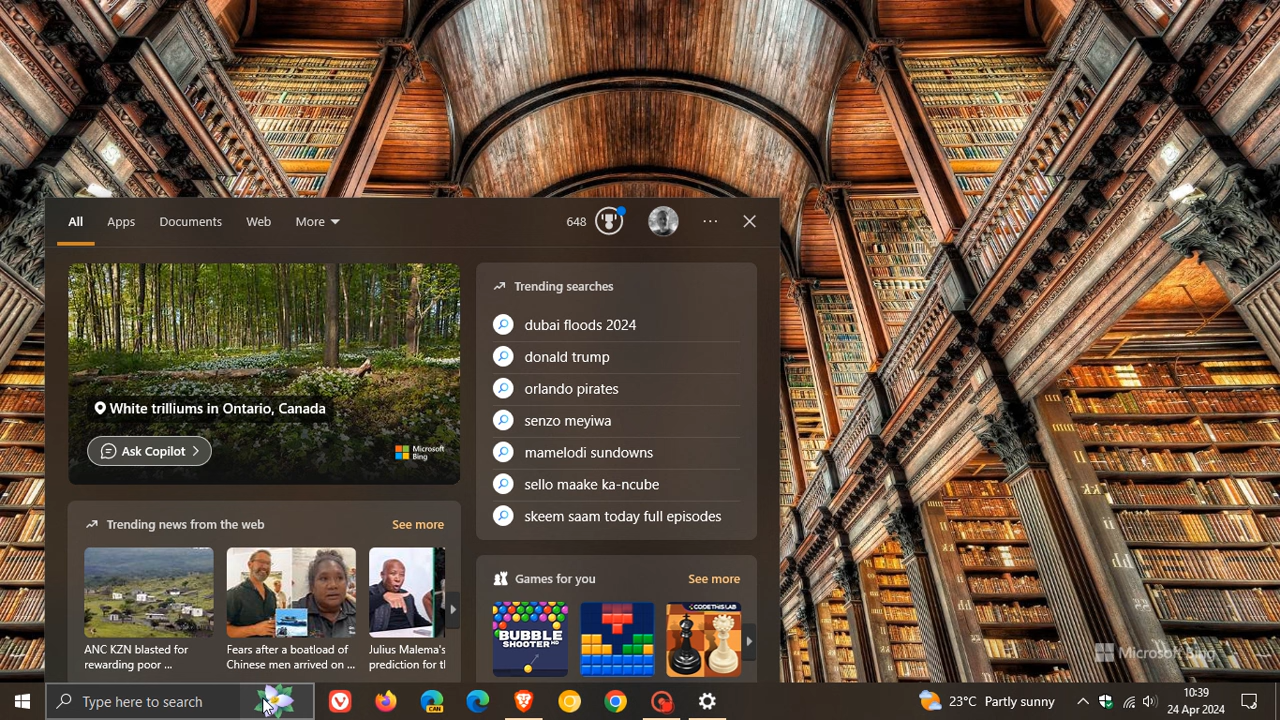 All
Apps
Documents
Web
More
648
White trilliums in Ontario, Canada
Ask Copilot
Microsoft
Bing
Trending searches
dubai floods 2024
donald trump
orlando pirates
senzo meyiwa
mamelodi sundowns
sello maake ka-ncube
skeem saam today full episodes
Trending news from the web
See more
ANC KZN blasted for
rewarding poor ...
Fears after a boatload of
Chinese men arrived on ...
Julius Malema's
prediction for tl
Games for you
See more
BUBBLE
SHOOTER HD
CODETHISLAB
Microsoft Bing
Type here to search
CAN
23°C Partly sunny
10:39
24 Apr 2024